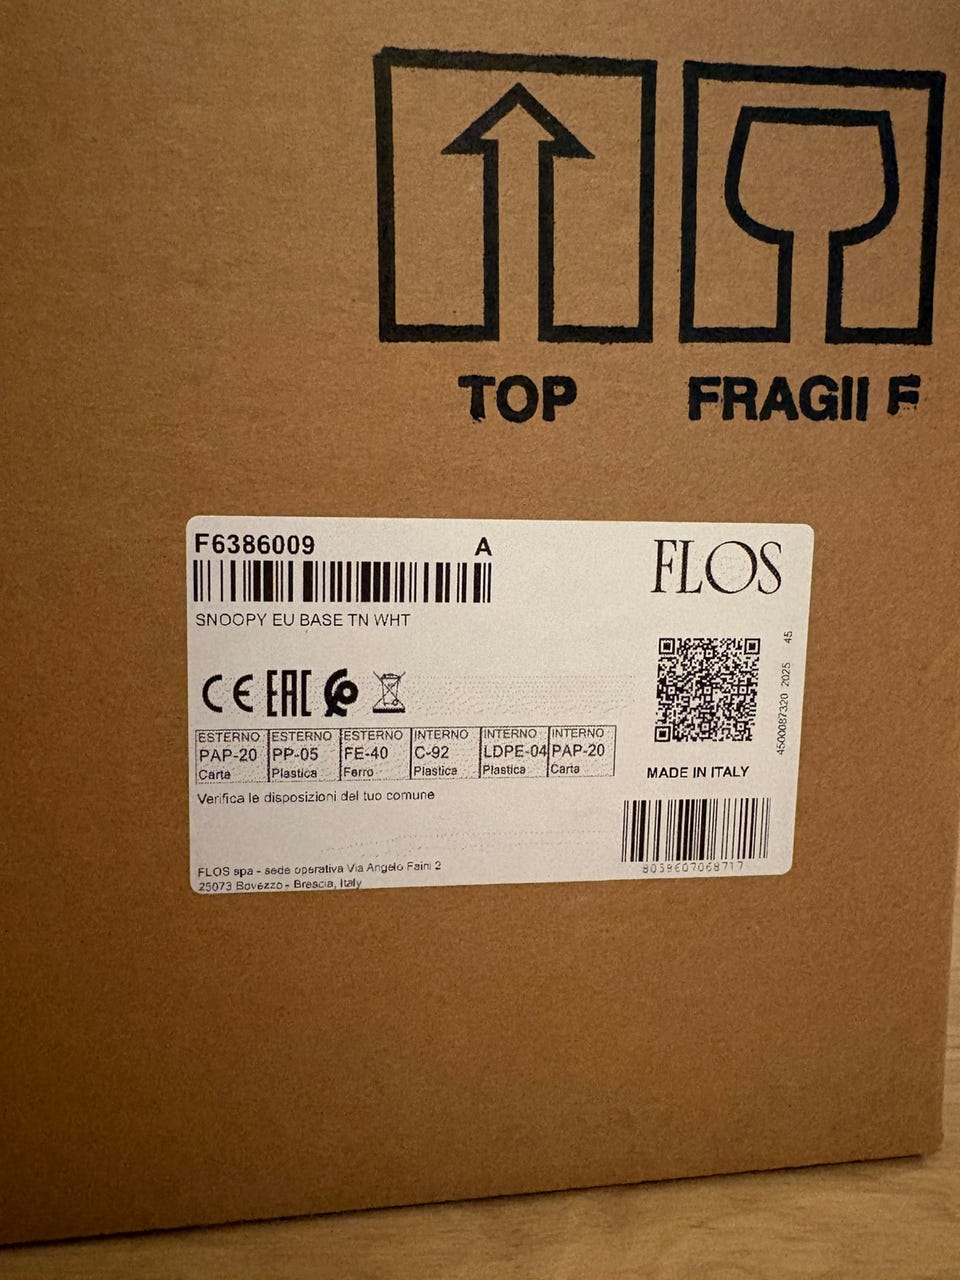 TOP
FRAGILE
F6386009 A
FLOS
SNOOPY EU BASE TN WHT
4500087320 2025 45
CE EAC
ESTERNO ESTERNO ESTERNO INTERNO INTERNO INTERNO
PAP-20 PP-05 FE-40 C-92 LDPE-04 PAP-20
Carta Plastica Ferro Plastica Plastica Carta
MADE IN ITALY
Verifica le disposizioni del tuo comune
8059607068717
FLOS spa - sede operativa Via Angelo Faini 2
25073 Bovezzo - Brescia, Italy